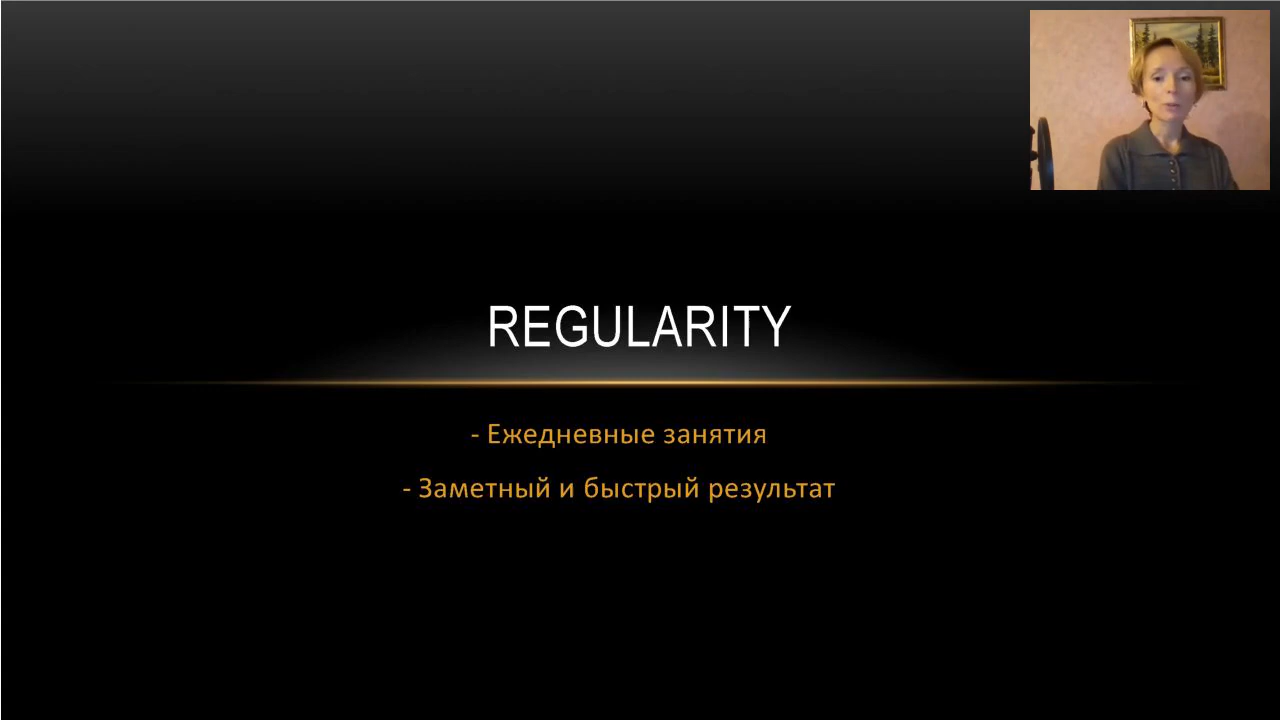 REGULARITY
- Ежедневные занятия
- Заметный и быстрый результат